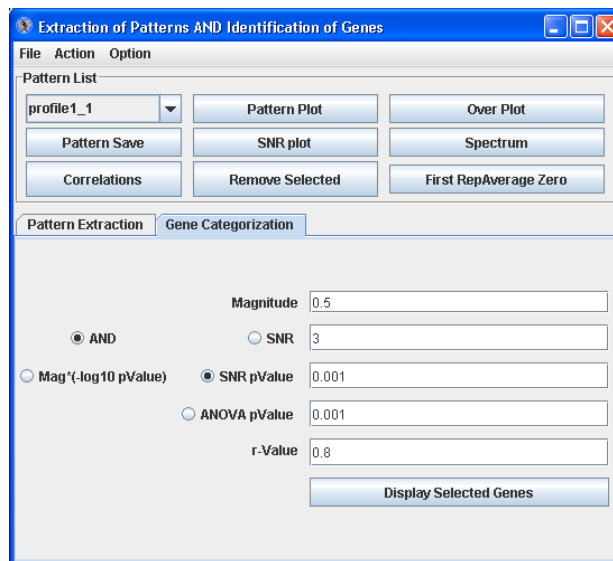 Extraction of Patterns AND Identification of Genes
File Action Option
Pattern List
profile1_1 Pattern Plot Over Plot
Pattern Save SNR plot Spectrum
Correlations Remove Selected First RepAverage Zero
Pattern Extraction Gene Categorization
Magnitude 0.5
AND SNR 3
Mag*(-log10 pValue) SNR pValue 0.001
ANOVA pValue 0.001
r-Value 0.8
Display Selected Genes